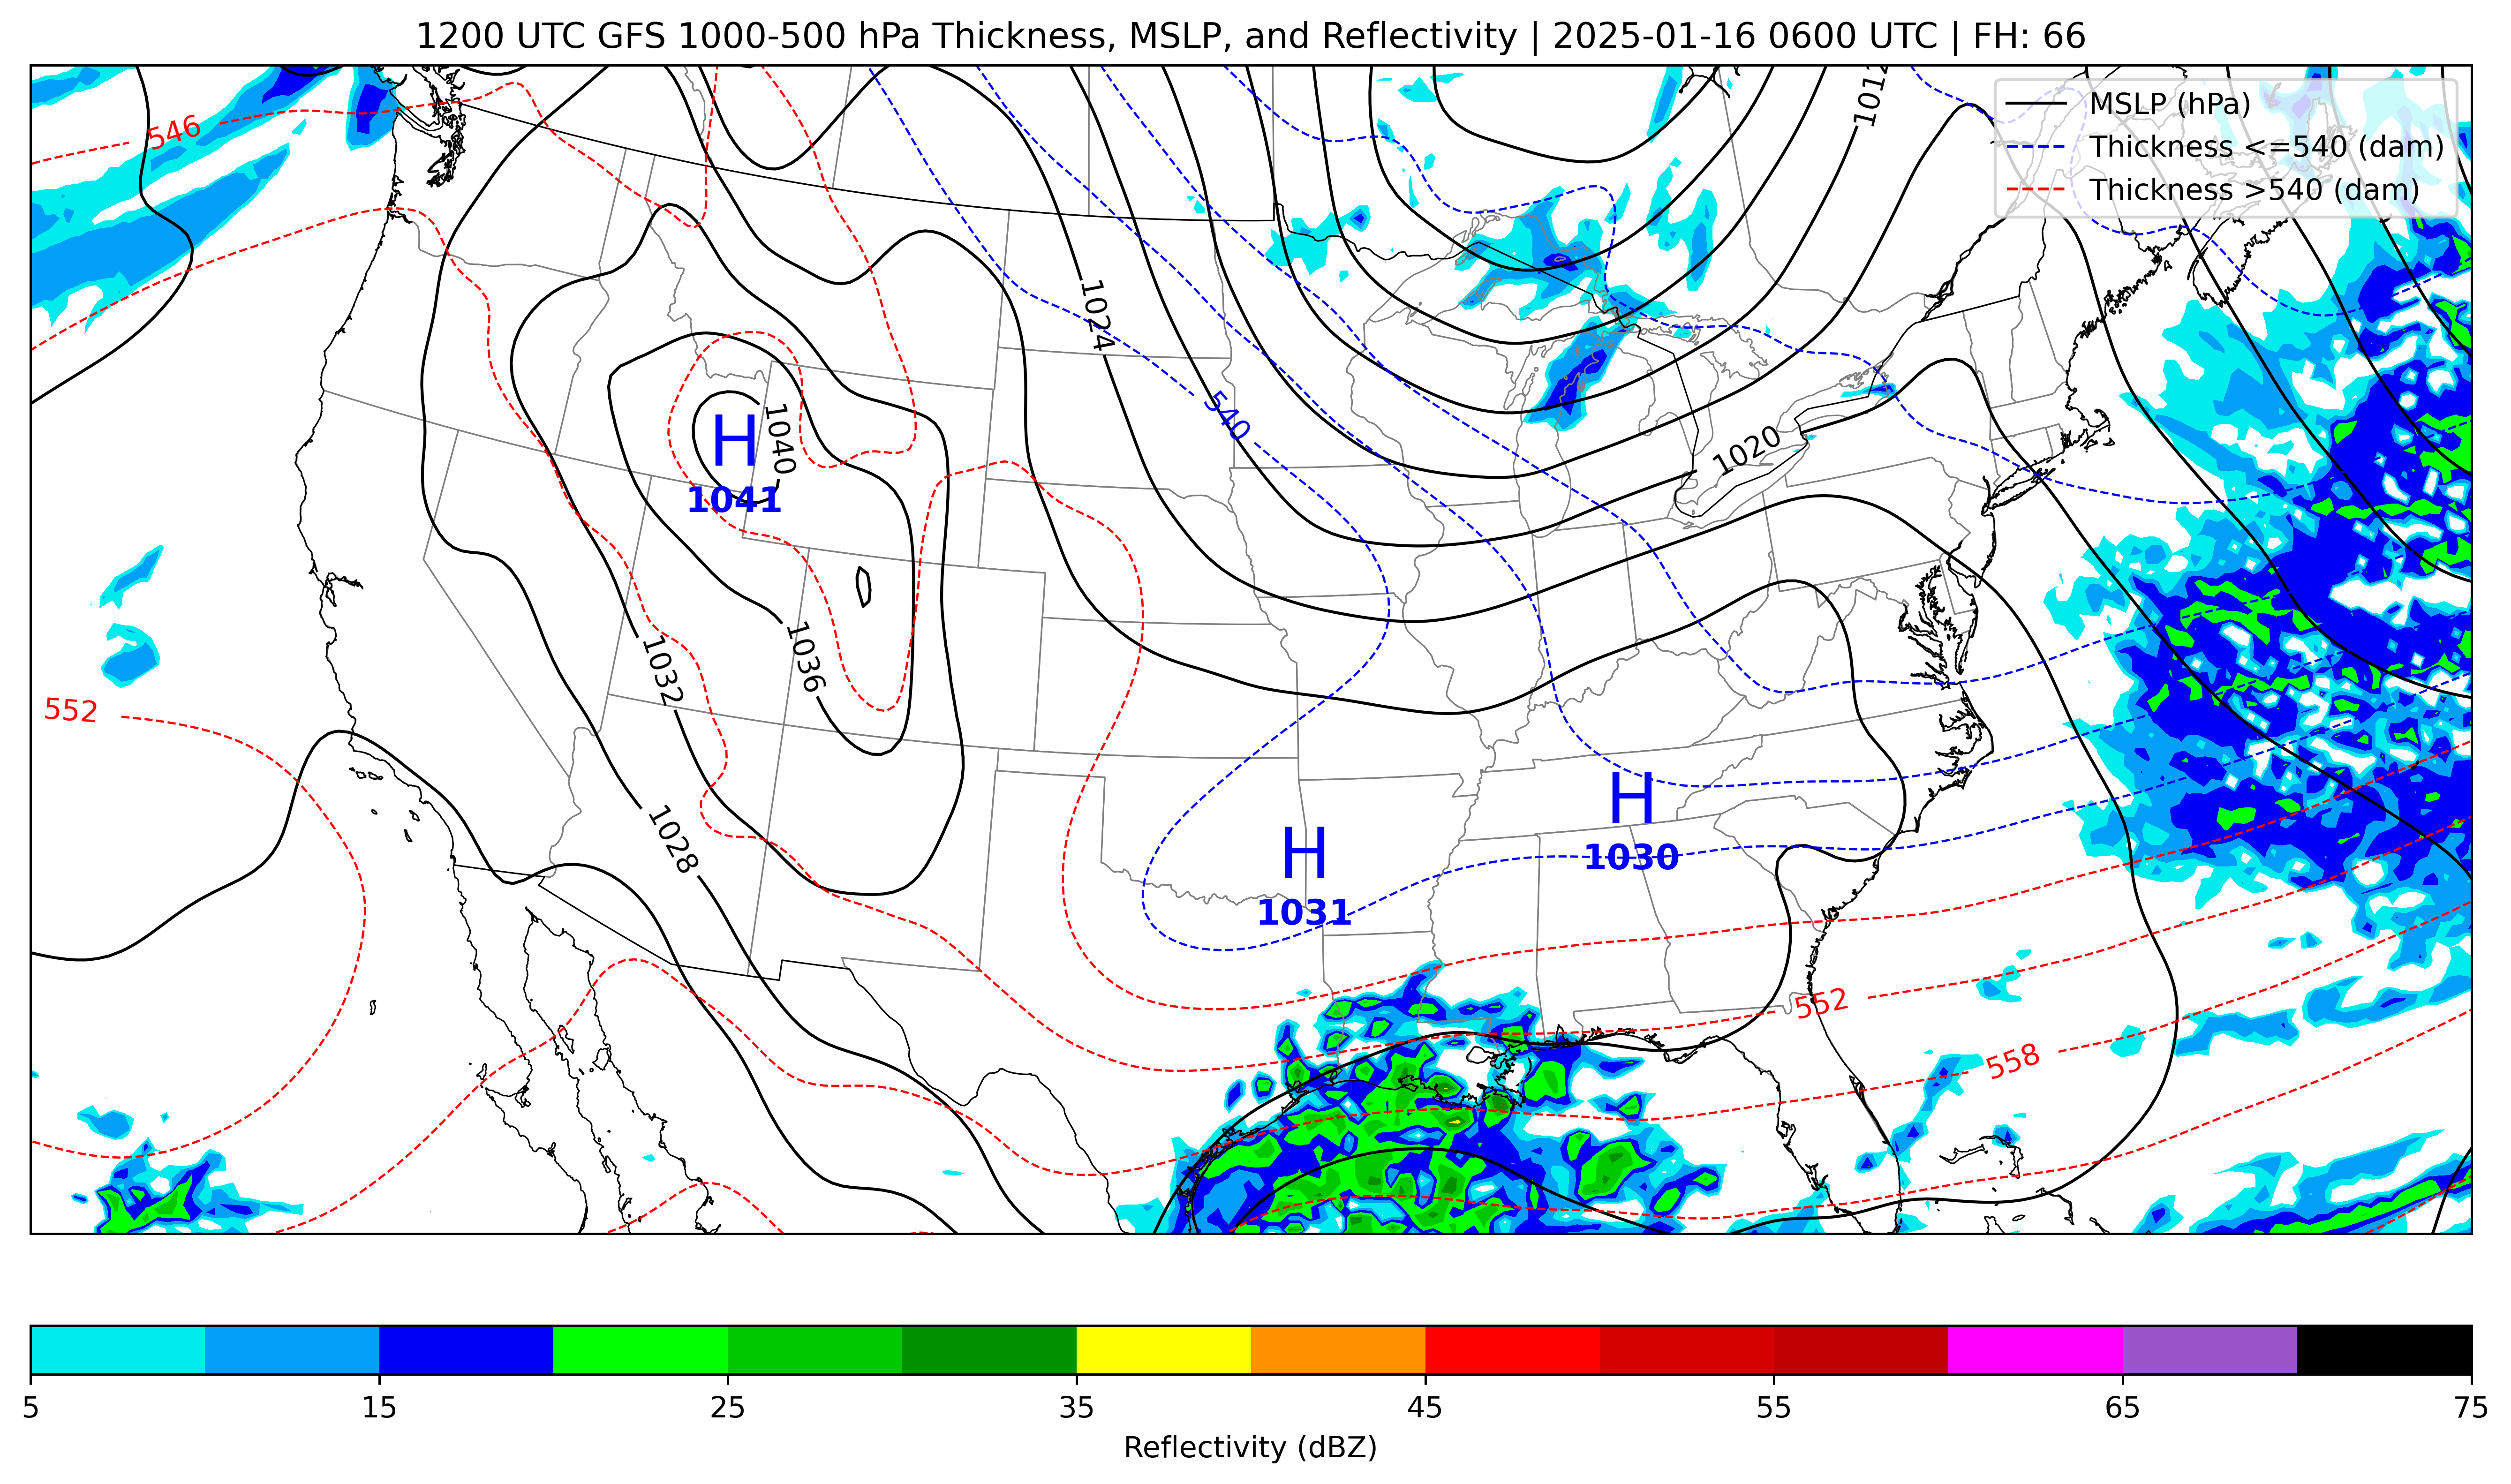 1200 UTC GFS 1000-500 hPa Thickness, MSLP, and Reflectivity | 2025-01-16 0600 UTC | FH: 66
MSLP (hPa)
Thickness <=540 (dam)
Thickness >540 (dam)
546
1012
1024
540
1020
H
1041
1040
1036
1032
552
1028
H
1030
H
1031
552
558
5 15 25 35 45 55 65 75
Reflectivity (dBZ)